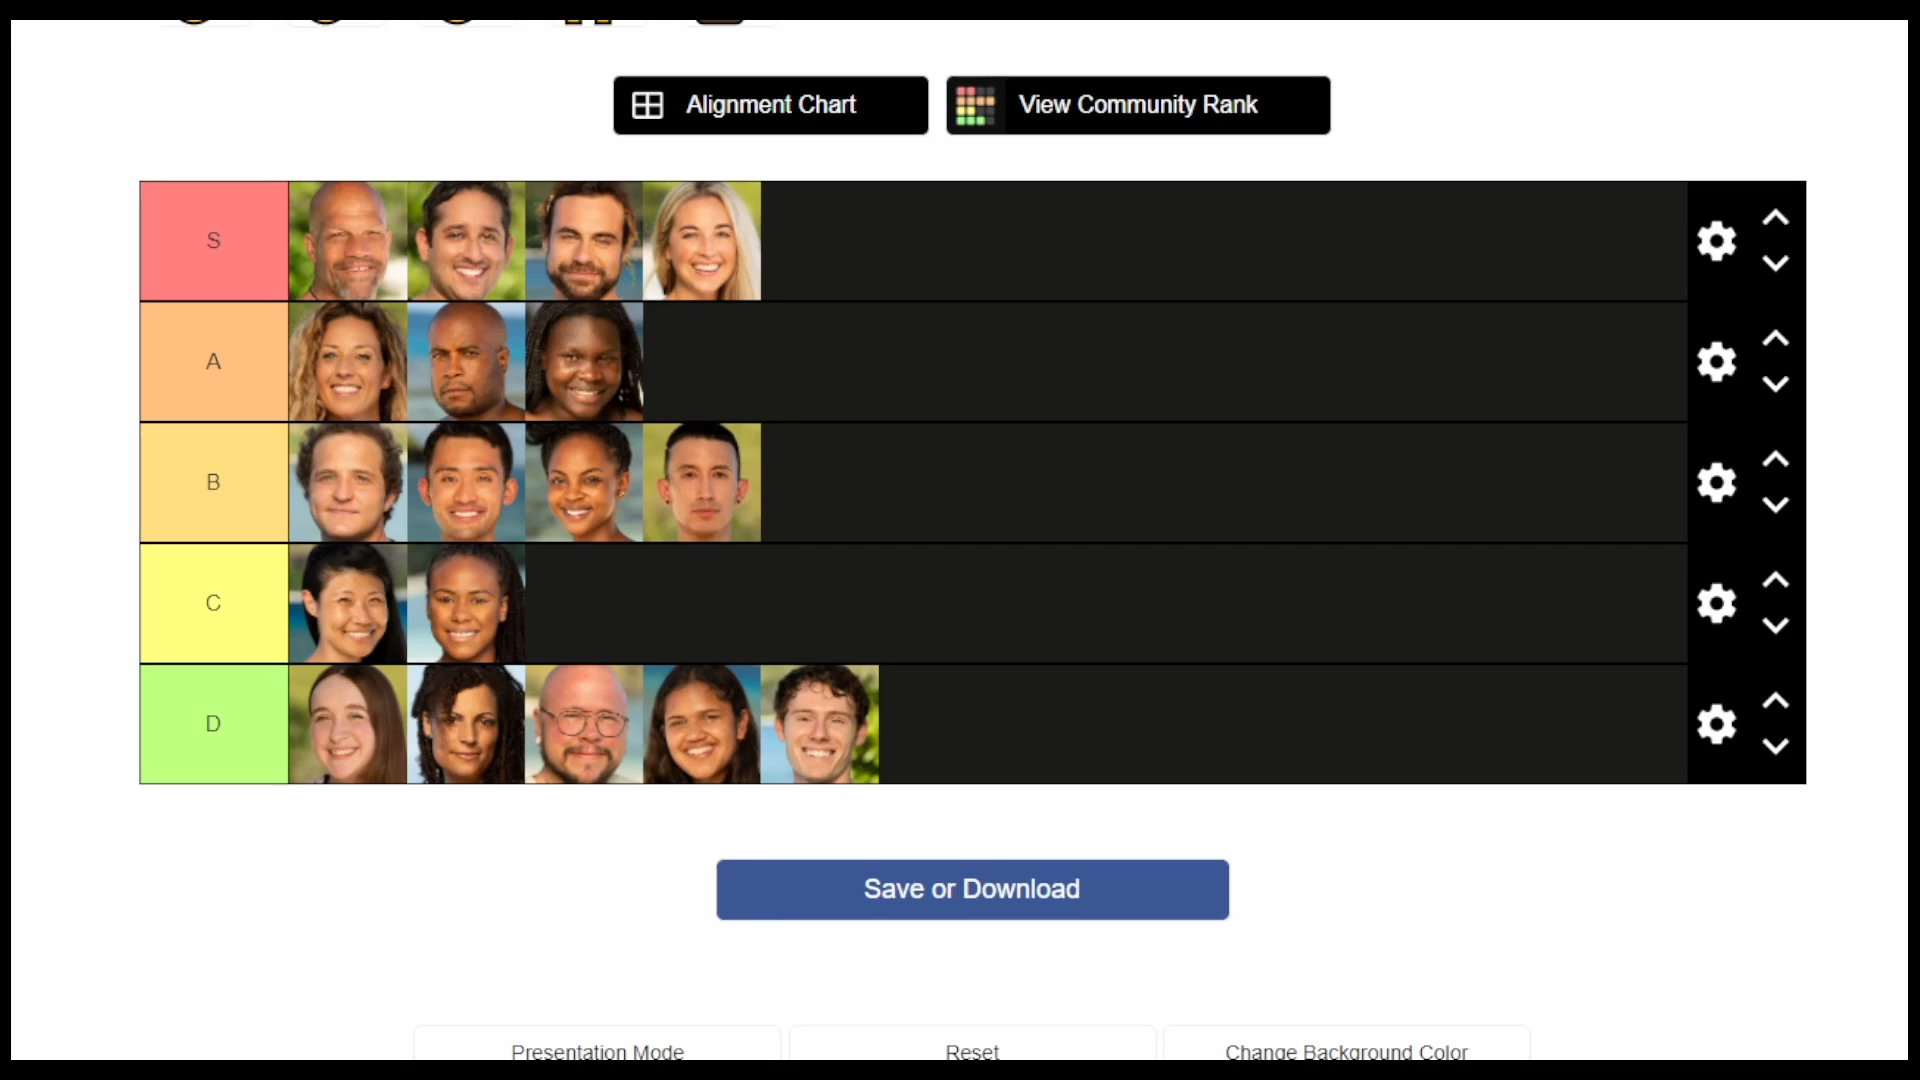 Alignment Chart
View Community Rank
S
A
B
C
D
Save or Download
Presentation Mode
Reset
Change Background Color